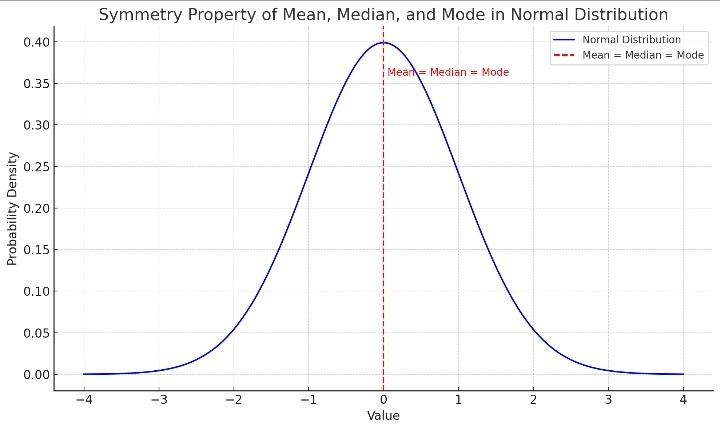 Symmetry Property of Mean, Median, and Mode in Normal Distribution
Normal Distribution
Mean = Median = Mode
Mean = Median = Mode
Probability Density
0.40
0.35
0.30
0.25
0.20
0.15
0.10
0.05
0.00
−4 −3 −2 −1 0 1 2 3 4
Value